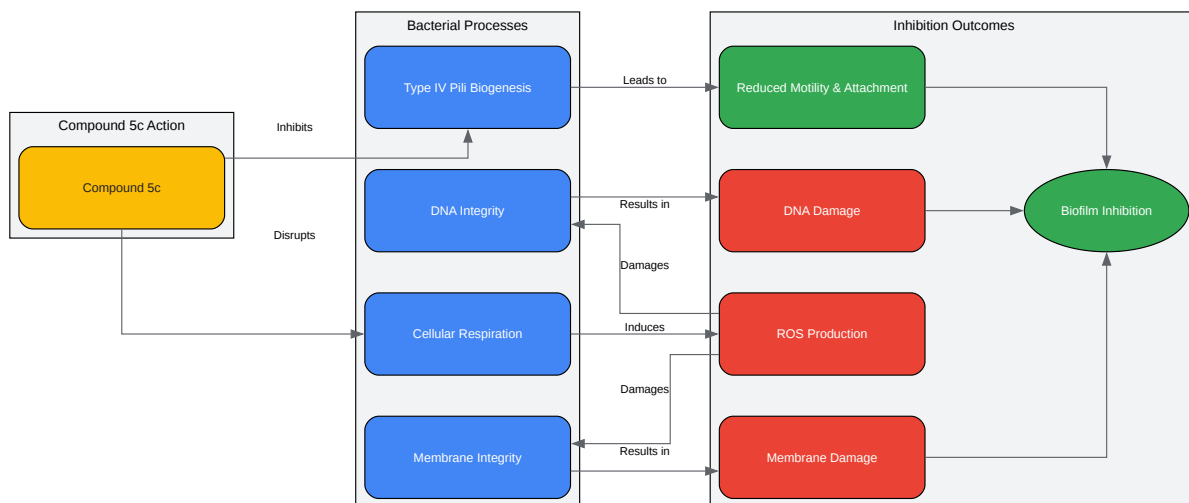 Bacterial Processes
Inhibition Outcomes
Type IV Pili Biogenesis
Leads to
Reduced Motility & Attachment
Compound 5c Action
Inhibits
Compound 5c
DNA Integrity
Results in
DNA Damage
Biofilm Inhibition
Disrupts
Damages
Cellular Respiration
Induces
ROS Production
Damages
Membrane Integrity
Results in
Membrane Damage